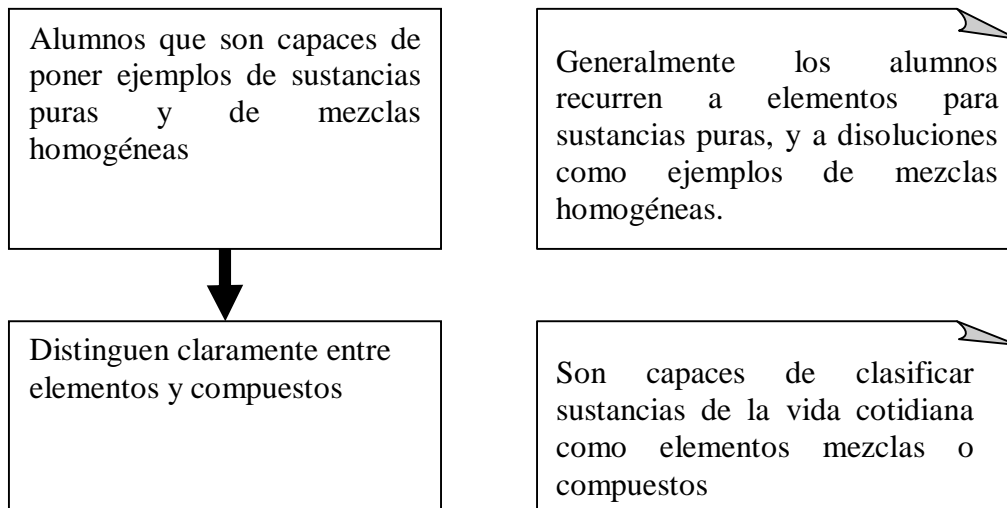 Alumnos que son capaces de
poner ejemplos de sustancias
puras y de mezclas
homogéneas
Generalmente los alumnos
recurren a elementos para
sustancias puras, y a disoluciones
como ejemplos de mezclas
homogéneas.
Distinguen claramente entre
elementos y compuestos
Son capaces de clasificar
sustancias de la vida cotidiana
como elementos mezclas o
compuestos